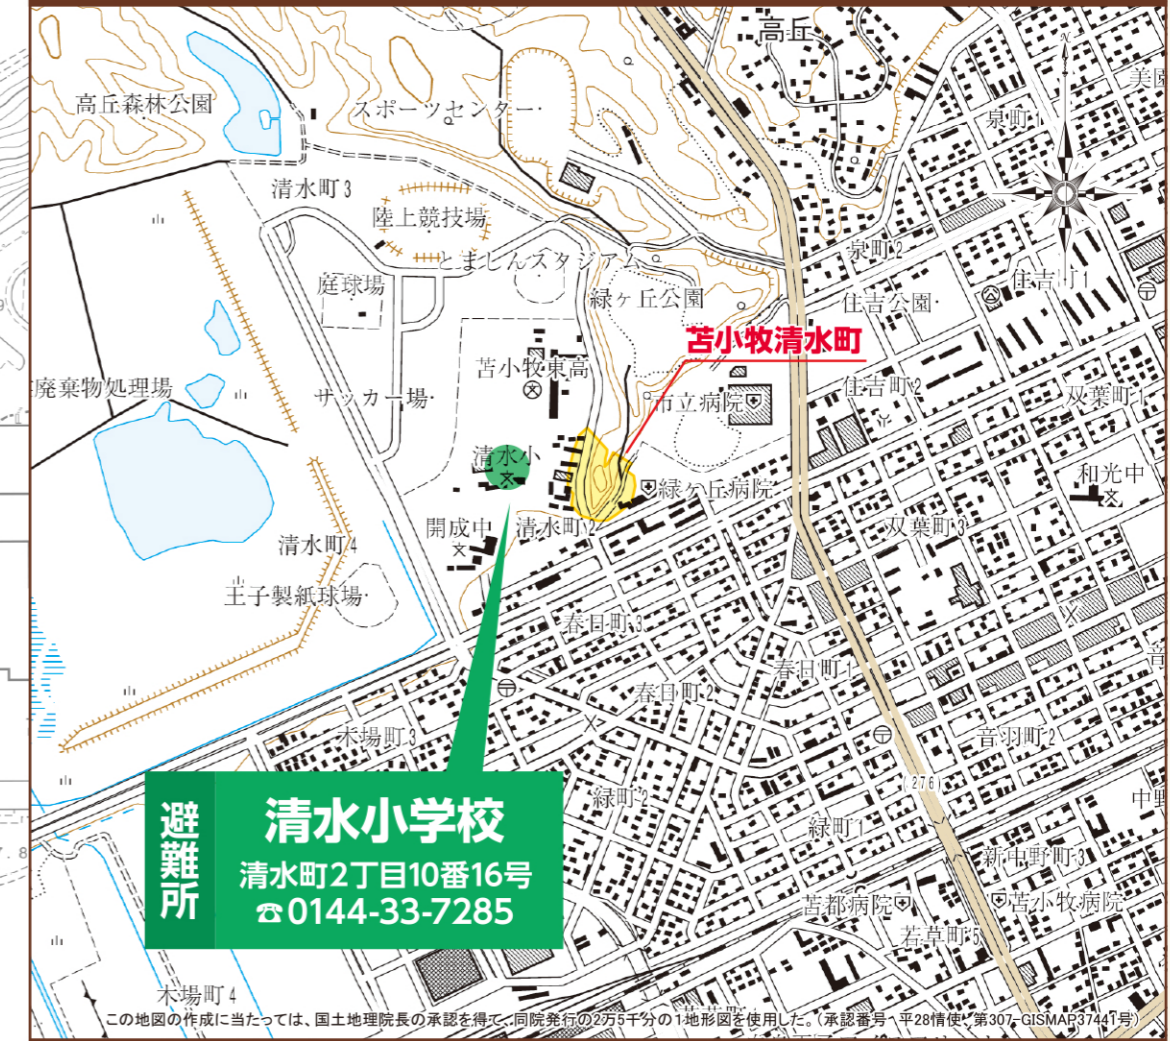 高丘
高丘森林公園
スポーツセンター
泉町1
清水町3
陸上競技場
とましんスタジアム
泉町2
庭球場
緑ヶ丘公園
住吉公園
住吉町1
苫小牧清水町
苫小牧東高
廃棄物処理場
サッカー場
市立病院
住吉町2
双葉町1
清水小
緑ヶ丘病院
和光中
開成中
清水町2
双葉町3
清水町4
王子製紙球場
春日町3
春日町1
春日町2
木場町3
音羽町2
(276)
緑町2
緑町1
新中野町3
避難所
清水小学校
清水町2丁目10番16号
☎0144-33-7285
苫都病院
苫小牧病院
若草町5
木場町4
この地図の作成に当たっては、国土地理院長の承認を得て、同院発行の2万5千分の1地形図を使用した。(承認番号 平28情使、第307-GISMAP37441号)